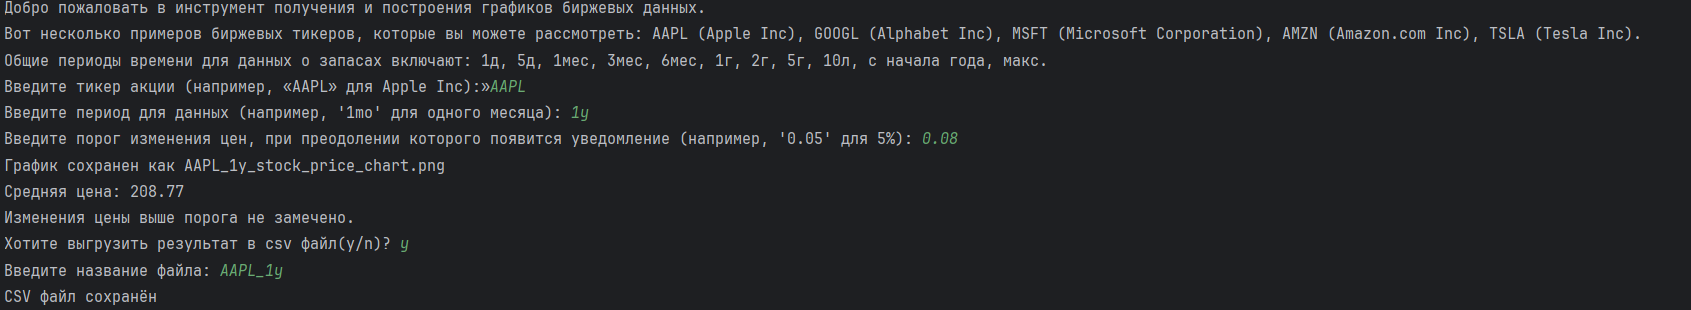 Добро пожаловать в инструмент получения и построения графиков биржевых данных.
Вот несколько примеров биржевых тикеров, которые вы можете рассмотреть: AAPL (Apple Inc), GOOGL (Alphabet Inc), MSFT (Microsoft Corporation), AMZN (Amazon.com Inc), TSLA (Tesla Inc).
Общие периоды времени для данных о запасах включают: 1д, 5д, 1мес, 3мес, 6мес, 1г, 2г, 5г, 10л, с начала года, макс.
Введите тикер акции (например, «AAPL» для Apple Inc):»AAPL
Введите период для данных (например, '1mo' для одного месяца): 1y
Введите порог изменения цен, при преодолении которого появится уведомление (например, '0.05' для 5%): 0.08
График сохранен как AAPL_1y_stock_price_chart.png
Средняя цена: 208.77
Изменения цены выше порога не замечено.
Хотите выгрузить результат в csv файл(y/n)? y
Введите название файла: AAPL_1y
CSV файл сохранён